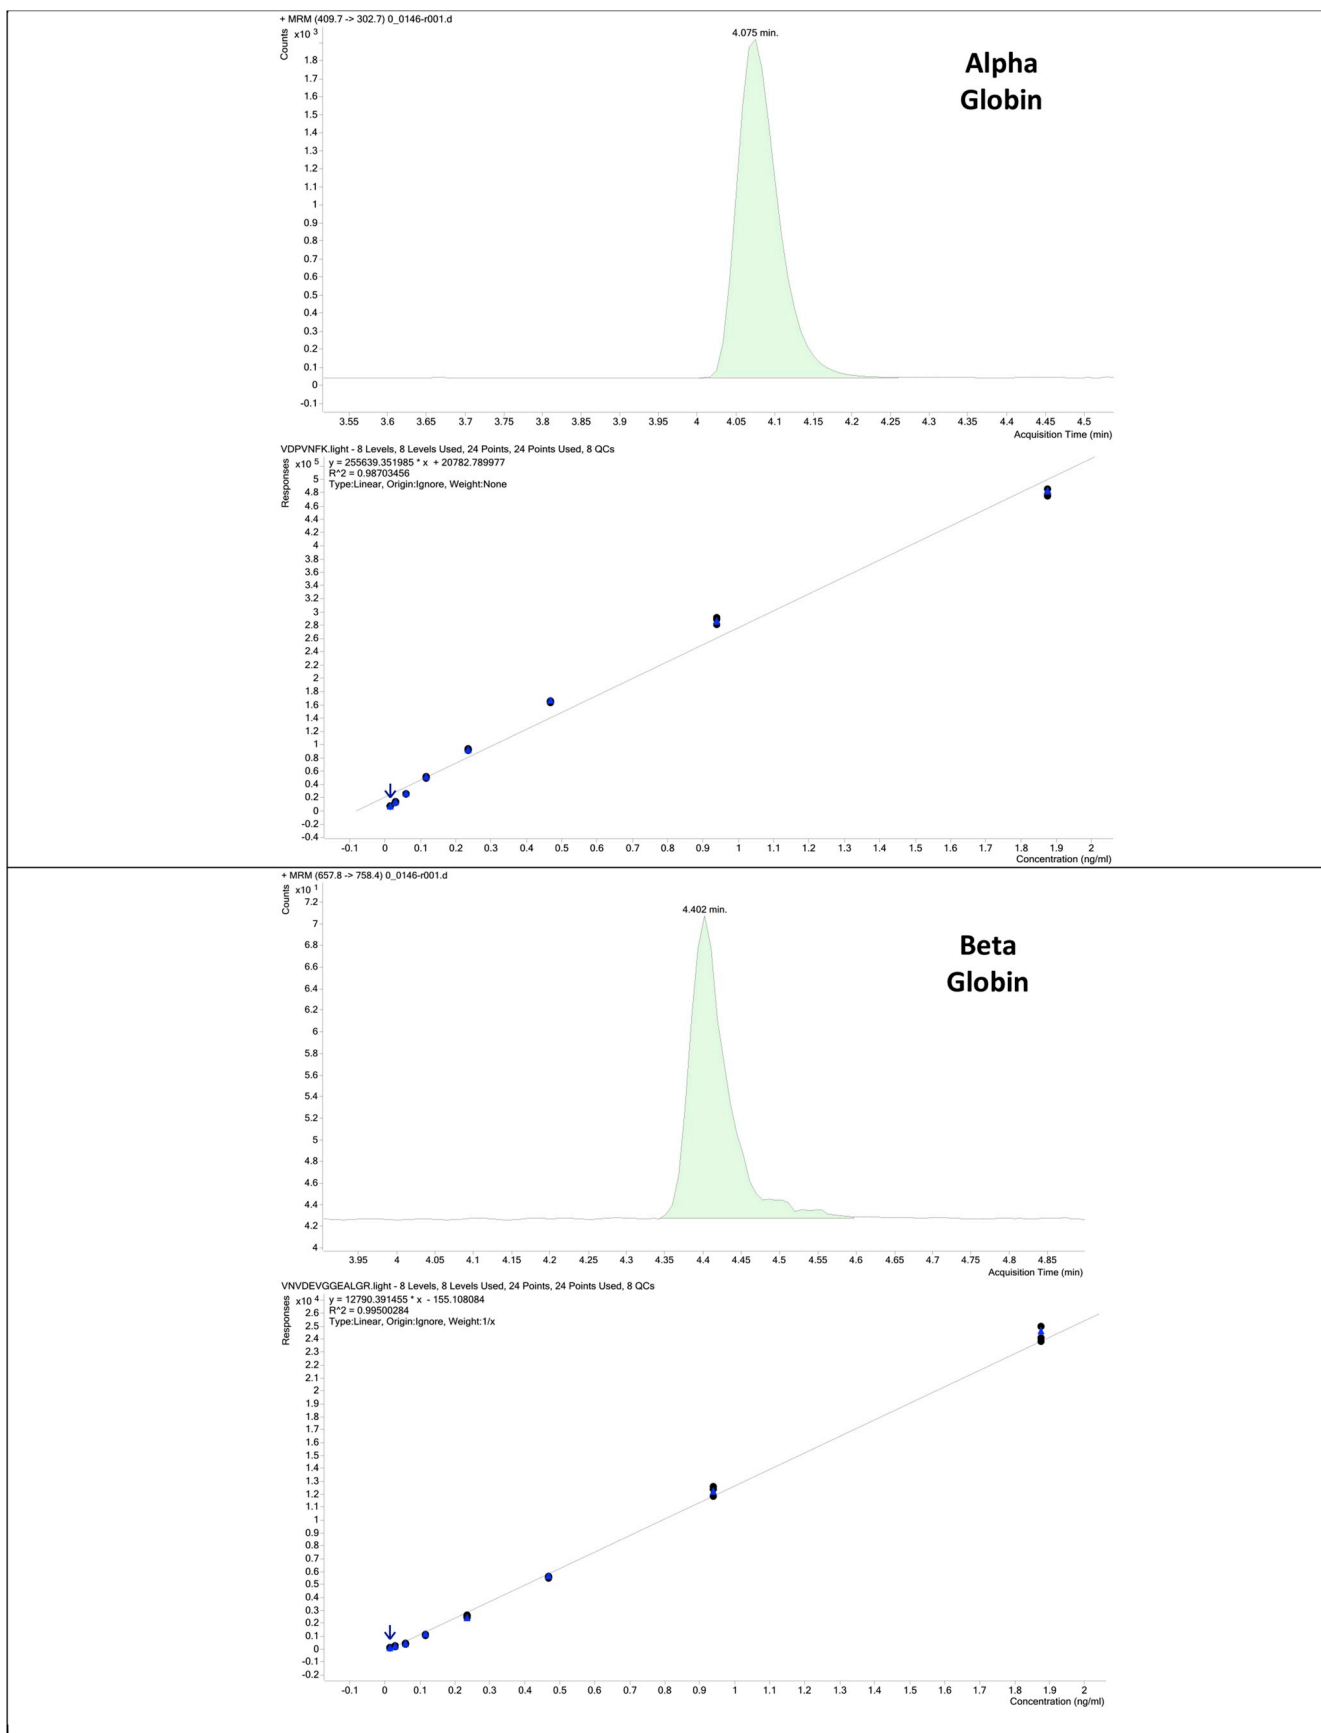 + MRM (409.7 -> 302.7) 0_0146-r001.d
Counts
x10 3
4.075 min.
Alpha
Globin
1.8
1.7
1.6
1.5
1.4
1.3
1.2
1.1
1
0.9
0.8
0.7
0.6
0.5
0.4
0.3
0.2
0.1
0
-0.1
3.55 3.6 3.65 3.7 3.75 3.8 3.85 3.9 3.95 4 4.05 4.1 4.15 4.2 4.25 4.3 4.35 4.4 4.45 4.5
Acquisition Time (min)
VDPVNFK.light - 8 Levels, 8 Levels Used, 24 Points, 24 Points Used, 8 QCs
Responses
x10 5
y = 255639.351985 * x + 20782.789977
R^2 = 0.98703456
Type:Linear, Origin:Ignore, Weight:None
5
4.8
4.6
4.4
4.2
4
3.8
3.6
3.4
3.2
3
2.8
2.6
2.4
2.2
2
1.8
1.6
1.4
1.2
1
0.8
0.6
0.4
0.2
0
-0.2
-0.4
-0.1 0 0.1 0.2 0.3 0.4 0.5 0.6 0.7 0.8 0.9 1 1.1 1.2 1.3 1.4 1.5 1.6 1.7 1.8 1.9 2
Concentration (ng/ml)
+ MRM (657.8 -> 758.4) 0_0146-r001.d
Counts
x10 1
4.402 min.
Beta
Globin
7.2
7
6.8
6.6
6.4
6.2
6
5.8
5.6
5.4
5.2
5
4.8
4.6
4.4
4.2
4
3.95 4 4.05 4.1 4.15 4.2 4.25 4.3 4.35 4.4 4.45 4.5 4.55 4.6 4.65 4.7 4.75 4.8 4.85
Acquisition Time (min)
VNVDEVGGEALGR.light - 8 Levels, 8 Levels Used, 24 Points, 24 Points Used, 8 QCs
Responses
x10 4
y = 12790.391455 * x - 155.108084
R^2 = 0.99500284
Type:Linear, Origin:Ignore, Weight:1/x
2.6
2.5
2.4
2.3
2.2
2.1
2
1.9
1.8
1.7
1.6
1.5
1.4
1.3
1.2
1.1
1
0.9
0.8
0.7
0.6
0.5
0.4
0.3
0.2
0.1
0
-0.1
-0.2
-0.1 0 0.1 0.2 0.3 0.4 0.5 0.6 0.7 0.8 0.9 1 1.1 1.2 1.3 1.4 1.5 1.6 1.7 1.8 1.9 2
Concentration (ng/ml)